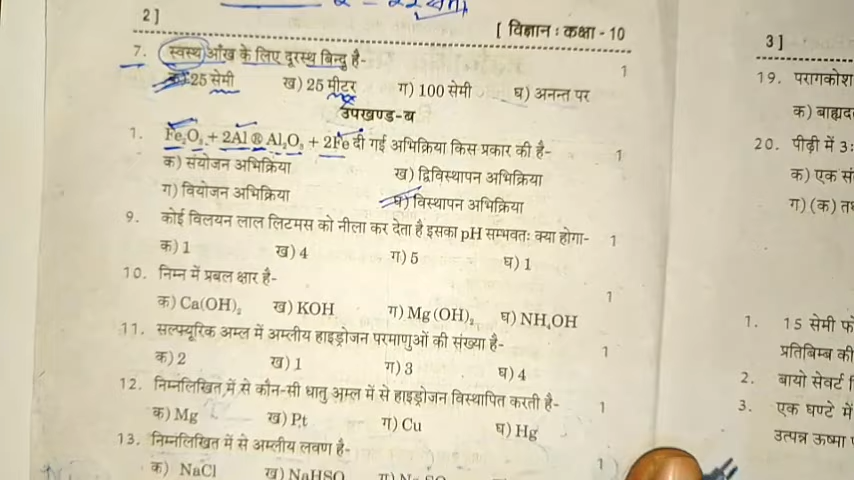 2]
[ विज्ञान : कक्षा - 10
7. स्वस्थ आँख के लिए दूरस्थ बिन्दु है- 1
क) 25 सेमी ख) 25 मीटर ग) 100 सेमी घ) अनन्त पर
उपखण्ड-ब
1. Fe₂O₃ + 2Al ® Al₂O₃ + 2Fe दी गई अभिक्रिया किस प्रकार की है- 1
क) संयोजन अभिक्रिया ख) द्विविस्थापन अभिक्रिया
ग) वियोजन अभिक्रिया घ) विस्थापन अभिक्रिया
9. कोई विलयन लाल लिटमस को नीला कर देता है इसका pH सम्भवतः क्या होगा- 1
क) 1 ख) 4 ग) 5 घ) 1
10. निम्न में प्रबल क्षार है- 1
क) Ca(OH)₂ ख) KOH ग) Mg(OH)₂ घ) NH₄OH
11. सल्फ्यूरिक अम्ल में अम्लीय हाइड्रोजन परमाणुओं की संख्या है- 1
क) 2 ख) 1 ग) 3 घ) 4
12. निम्नलिखित में से कौन-सी धातु अम्ल में से हाइड्रोजन विस्थापित करती है- 1
क) Mg ख) Pt ग) Cu घ) Hg
13. निम्नलिखित में से अम्लीय लवण है- 1
क) NaCl ख) NaHSO ग)
3]
19. परागकोश
क) बाह्यद
20. पीढ़ी में 3:
क) एक सं
ग) (क) तथ
1. 15 सेमी फो
प्रतिबिम्ब की
2. बायो सेवर्ट f
3. एक घण्टे में
उत्पन्न ऊष्मा